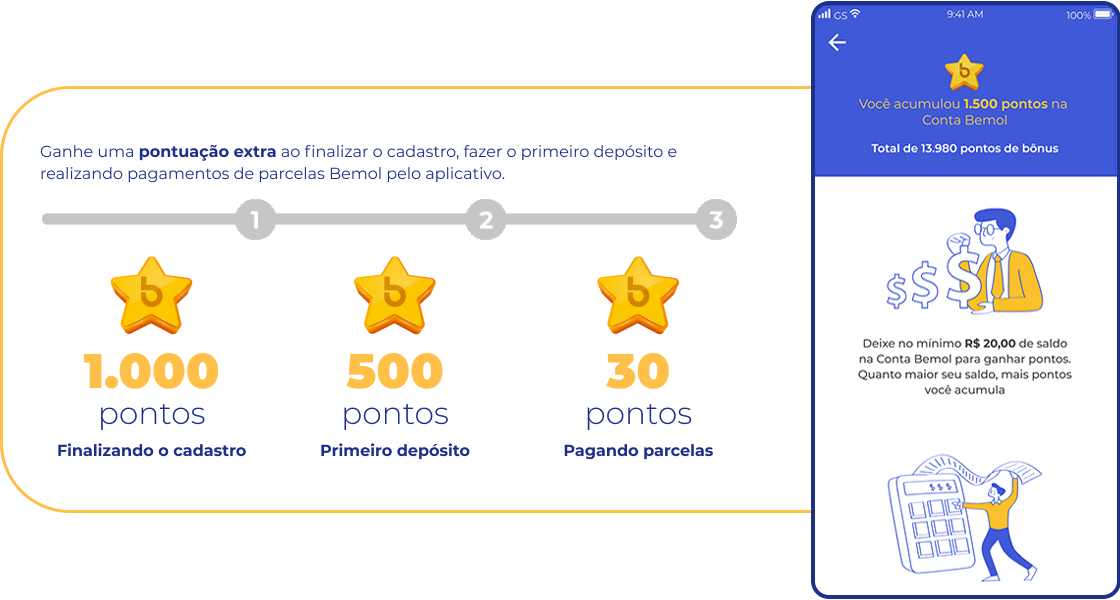 Ganhe uma pontuação extra ao finalizar o cadastro, fazer o primeiro depósito e
realizando pagamentos de parcelas Bemol pelo aplicativo.
1
2
3
b
b
b
1.000
500
30
pontos
pontos
pontos
Finalizando o cadastro
Primeiro depósito
Pagando parcelas
GS
9:41 AM
100%
b
Você acumulou 1.500 pontos na
Conta Bemol
Total de 13.980 pontos de bônus
$ $ $
Deixe no mínimo R$ 20,00 de saldo
na Conta Bemol para ganhar pontos.
Quanto maior seu saldo, mais pontos
você acumula
$ $ $